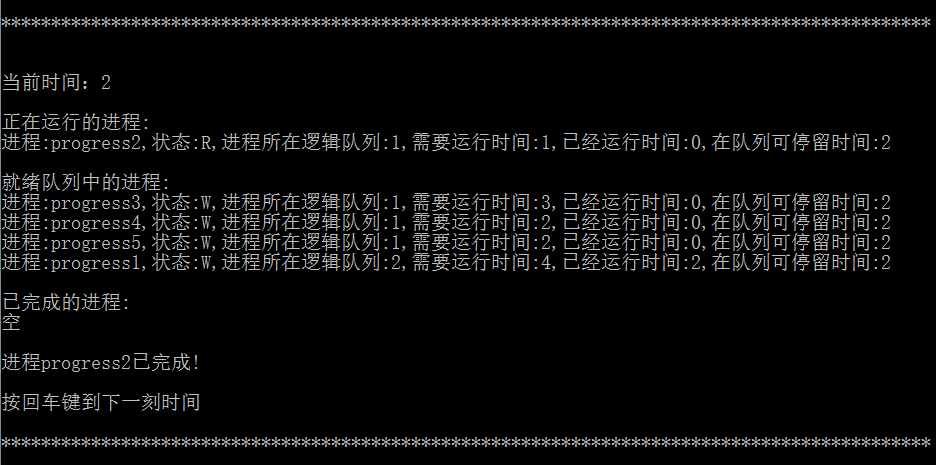 *********************************************************************************************
当前时间：2
正在运行的进程:
进程:progress2,状态:R,进程所在逻辑队列:1,需要运行时间:1,已经运行时间:0,在队列可停留时间:2
就绪队列中的进程:
进程:progress3,状态:W,进程所在逻辑队列:1,需要运行时间:3,已经运行时间:0,在队列可停留时间:2
进程:progress4,状态:W,进程所在逻辑队列:1,需要运行时间:2,已经运行时间:0,在队列可停留时间:2
进程:progress5,状态:W,进程所在逻辑队列:1,需要运行时间:2,已经运行时间:0,在队列可停留时间:2
进程:progress1,状态:W,进程所在逻辑队列:2,需要运行时间:4,已经运行时间:2,在队列可停留时间:2
已完成的进程:
空
进程progress2已完成!
按回车键到下一刻时间
*********************************************************************************************